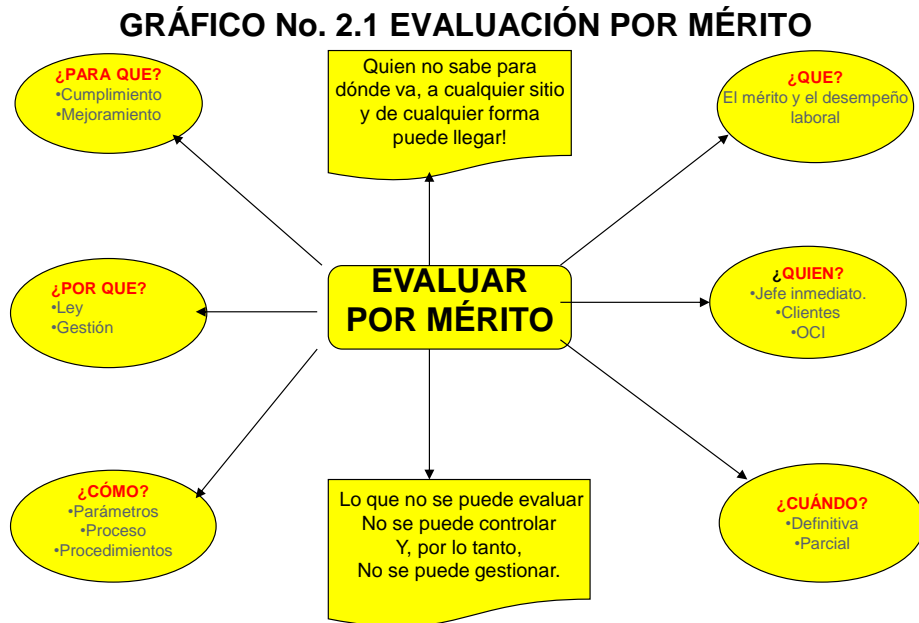 GRÁFICO No. 2.1 EVALUACIÓN POR MÉRITO
¿PARA QUE?
•Cumplimiento
•Mejoramiento
Quien no sabe para
dónde va, a cualquier sitio
y de cualquier forma
puede llegar!
¿QUE?
El mérito y el desempeño
laboral
¿POR QUE?
•Ley
•Gestión
EVALUAR
POR MÉRITO
¿QUIEN?
•Jefe inmediato.
•Clientes
•OCI
¿CÓMO?
•Parámetros
•Proceso
•Procedimientos
Lo que no se puede evaluar
No se puede controlar
Y, por lo tanto,
No se puede gestionar.
¿CUÁNDO?
•Definitiva
•Parcial